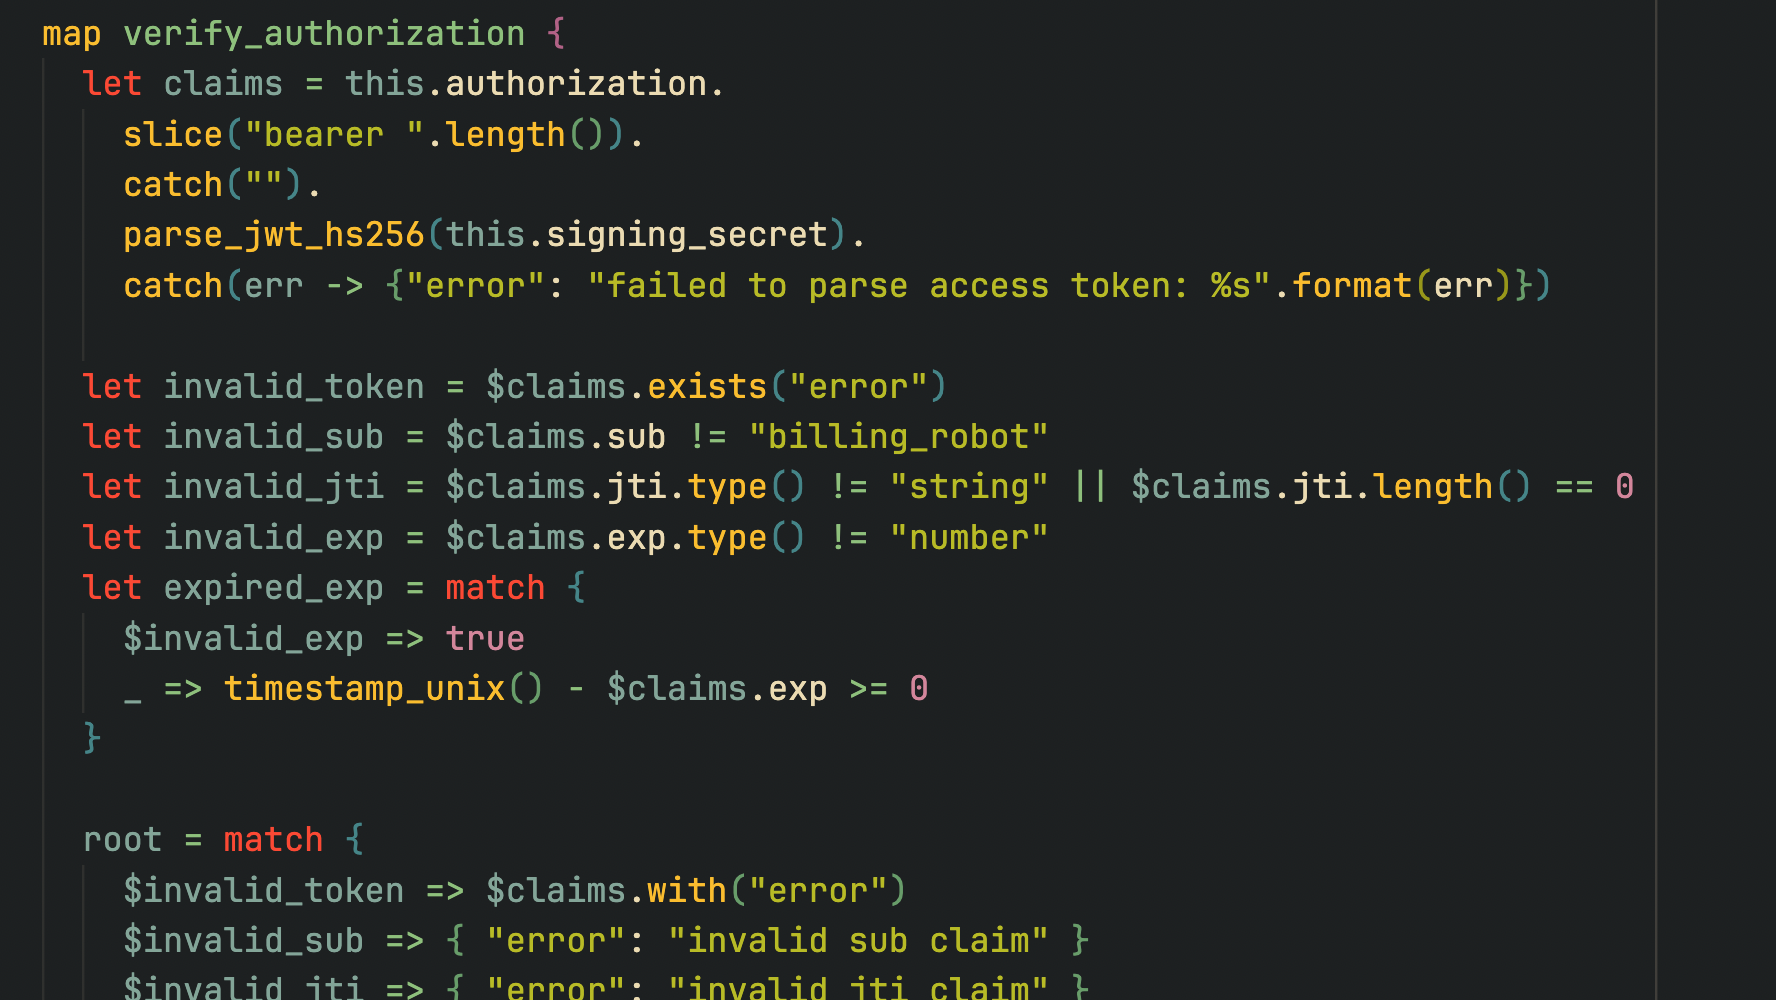 map verify_authorization {
  let claims = this.authorization.
    slice("bearer ".length()).
    catch("").
    parse_jwt_hs256(this.signing_secret).
    catch(err -> {"error": "failed to parse access token: %s".format(err)})

  let invalid_token = $claims.exists("error")
  let invalid_sub = $claims.sub != "billing_robot"
  let invalid_jti = $claims.jti.type() != "string" || $claims.jti.length() == 0
  let invalid_exp = $claims.exp.type() != "number"
  let expired_exp = match {
    $invalid_exp => true
    _ => timestamp_unix() - $claims.exp >= 0
  }

  root = match {
    $invalid_token => $claims.with("error")
    $invalid_sub => { "error": "invalid sub claim" }
    $invalid_jti => { "error": "invalid jti claim" }